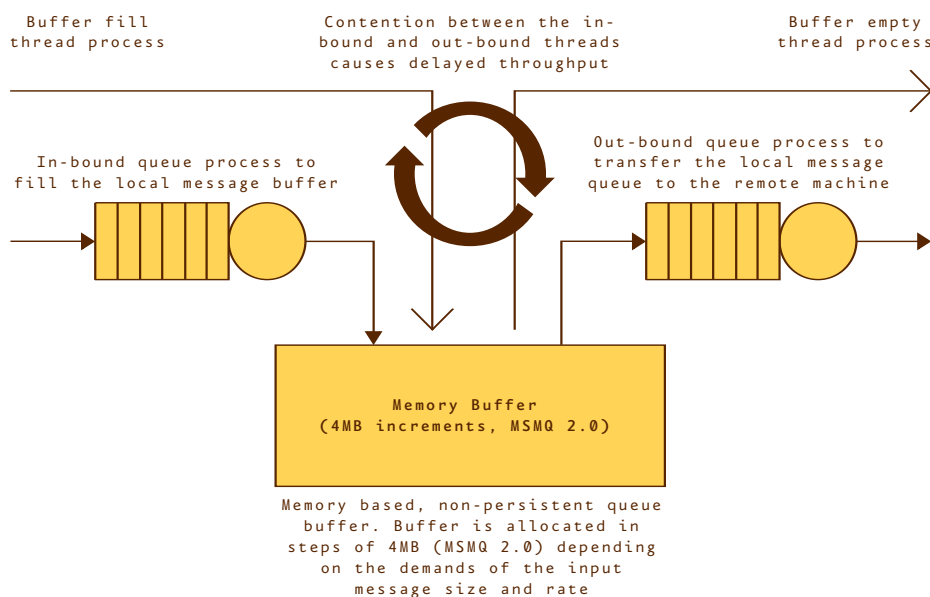 Buffer fill
thread process
Contention between the in-
bound and out-bound threads
causes delayed throughput
Buffer empty
thread process
In-bound queue process to
fill the local message buffer
Out-bound queue process to
transfer the local message
queue to the remote machine
Memory Buffer
(4MB increments, MSMQ 2.0)
Memory based, non-persistent queue
buffer. Buffer is allocated in
steps of 4MB (MSMQ 2.0) depending
on the demands of the input
message size and rate